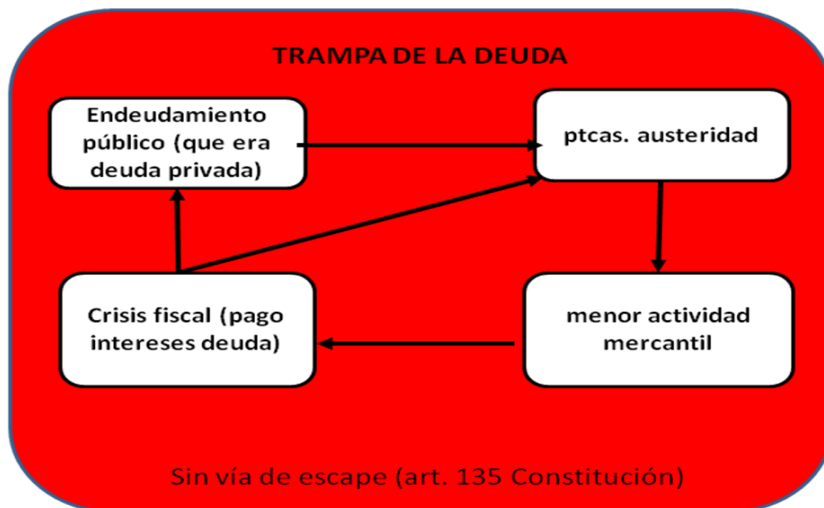 TRAMPA DE LA DEUDA
Endeudamiento
público (que era
deuda privada)
ptcas. austeridad
Crisis fiscal (pago
intereses deuda)
menor actividad
mercantil
Sin vía de escape (art. 135 Constitución)